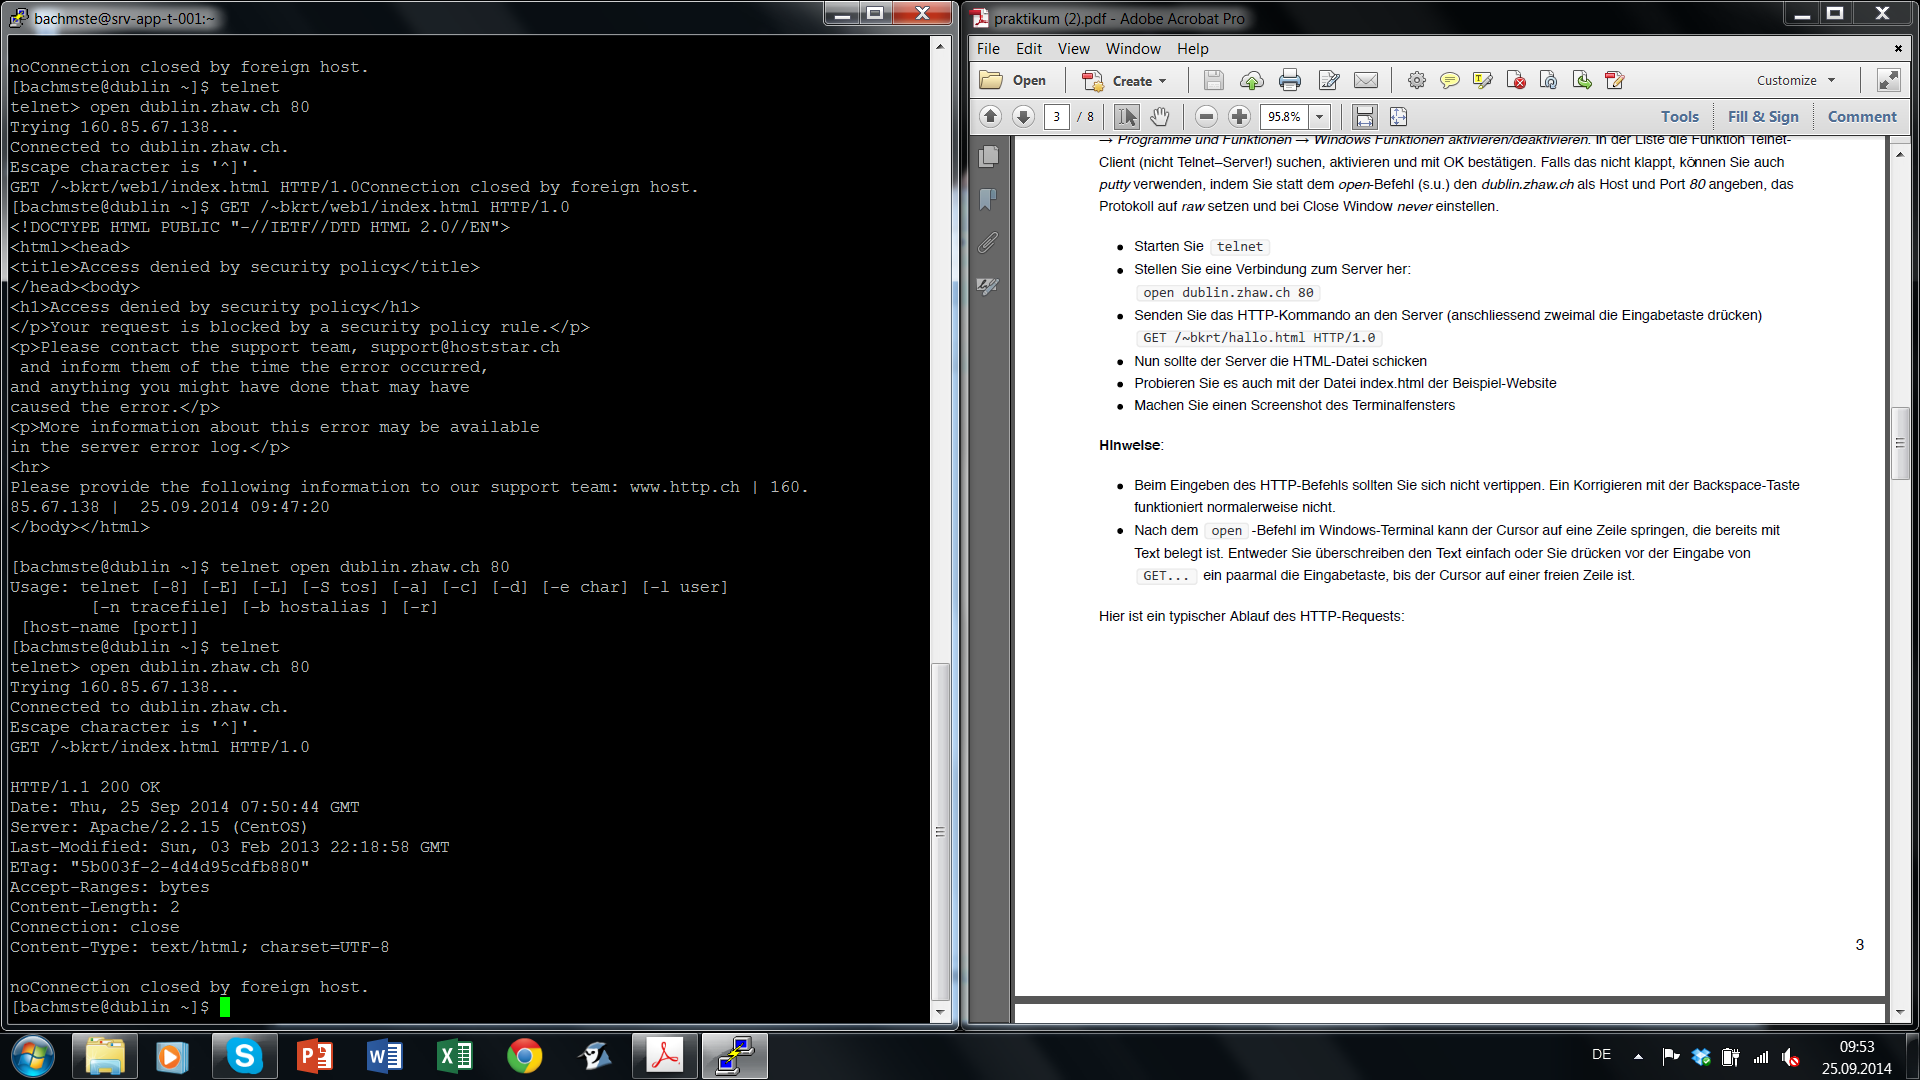 bachmste@srv-app-t-001:~
noConnection closed by foreign host.
[bachmste@dublin ~]$ telnet
telnet> open dublin.zhaw.ch 80
Trying 160.85.67.138...
Connected to dublin.zhaw.ch.
Escape character is '^]'.
GET /~bkrt/web1/index.html HTTP/1.0Connection closed by foreign host.
[bachmste@dublin ~]$ GET /~bkrt/web1/index.html HTTP/1.0
<!DOCTYPE HTML PUBLIC "-//IETF//DTD HTML 2.0//EN">
<html><head>
<title>Access denied by security policy</title>
</head><body>
<h1>Access denied by security policy</h1>
</p>Your request is blocked by a security policy rule.</p>
<p>Please contact the support team, support@hoststar.ch
 and inform them of the time the error occurred,
and anything you might have done that may have
caused the error.</p>
<p>More information about this error may be available
in the server error log.</p>
<hr>
Please provide the following information to our support team: www.http.ch | 160.
85.67.138 |  25.09.2014 09:47:20
</body></html>
[bachmste@dublin ~]$ telnet open dublin.zhaw.ch 80
Usage: telnet [-8] [-E] [-L] [-S tos] [-a] [-c] [-d] [-e char] [-l user]
        [-n tracefile] [-b hostalias ] [-r]
 [host-name [port]]
[bachmste@dublin ~]$ telnet
telnet> open dublin.zhaw.ch 80
Trying 160.85.67.138...
Connected to dublin.zhaw.ch.
Escape character is '^]'.
GET /~bkrt/index.html HTTP/1.0
HTTP/1.1 200 OK
Date: Thu, 25 Sep 2014 07:50:44 GMT
Server: Apache/2.2.15 (CentOS)
Last-Modified: Sun, 03 Feb 2013 22:18:58 GMT
ETag: "5b003f-2-4d4d95cdfb880"
Accept-Ranges: bytes
Content-Length: 2
Connection: close
Content-Type: text/html; charset=UTF-8
noConnection closed by foreign host.
[bachmste@dublin ~]$
praktikum (2).pdf - Adobe Acrobat Pro
File Edit View Window Help
Open Create Customize
3 / 8 95.8% Tools Fill & Sign Comment
→ Programme und Funktionen → Windows Funktionen aktivieren/deaktivieren. In der Liste die Funktion Telnet-
Client (nicht Telnet–Server!) suchen, aktivieren und mit OK bestätigen. Falls das nicht klappt, können Sie auch
putty verwenden, indem Sie statt dem open-Befehl (s.u.) den dublin.zhaw.ch als Host und Port 80 angeben, das
Protokoll auf raw setzen und bei Close Window never einstellen.
• Starten Sie telnet
• Stellen Sie eine Verbindung zum Server her:
open dublin.zhaw.ch 80
• Senden Sie das HTTP-Kommando an den Server (anschliessend zweimal die Eingabetaste drücken)
GET /~bkrt/hallo.html HTTP/1.0
• Nun sollte der Server die HTML-Datei schicken
• Probieren Sie es auch mit der Datei index.html der Beispiel-Website
• Machen Sie einen Screenshot des Terminalfensters
Hinweise:
• Beim Eingeben des HTTP-Befehls sollten Sie sich nicht vertippen. Ein Korrigieren mit der Backspace-Taste
funktioniert normalerweise nicht.
• Nach dem open -Befehl im Windows-Terminal kann der Cursor auf eine Zeile springen, die bereits mit
Text belegt ist. Entweder Sie überschreiben den Text einfach oder Sie drücken vor der Eingabe von
GET... ein paarmal die Eingabetaste, bis der Cursor auf einer freien Zeile ist.
Hier ist ein typischer Ablauf des HTTP-Requests:
3
DE
09:53
25.09.2014